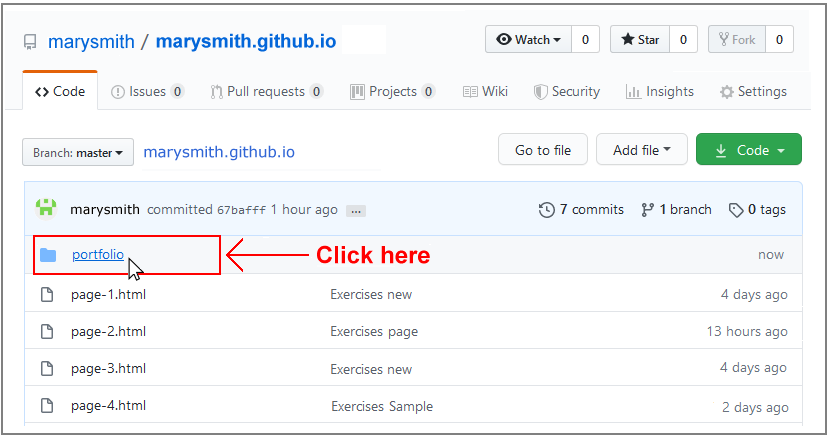 marysmith / marysmith.github.io Watch 0 Star 0 Fork 0
Code Issues 0 Pull requests 0 Projects 0 Wiki Security Insights Settings
Branch: master marysmith.github.io Go to file Add file Code
marysmith committed 67bafff 1 hour ago ... 7 commits 1 branch 0 tags
portfolio Click here now
page-1.html Exercises new 4 days ago
page-2.html Exercises page 13 hours ago
page-3.html Exercises new 4 days ago
page-4.html Exercises Sample 2 days ago